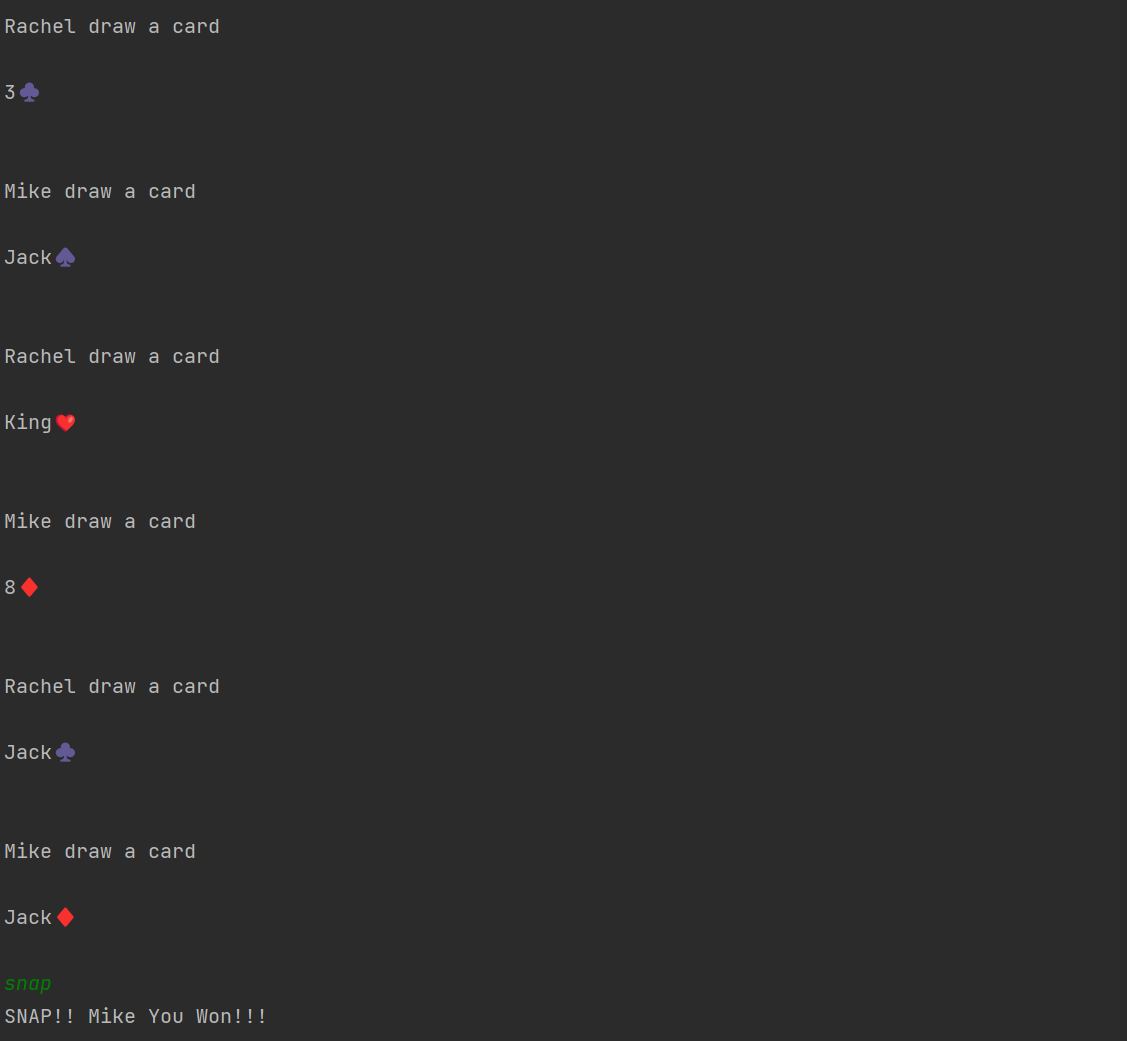 Rachel draw a card
3♣
Mike draw a card
Jack♠
Rachel draw a card
King♥
Mike draw a card
8♦
Rachel draw a card
Jack♣
Mike draw a card
Jack♦
snap
SNAP!! Mike You Won!!!